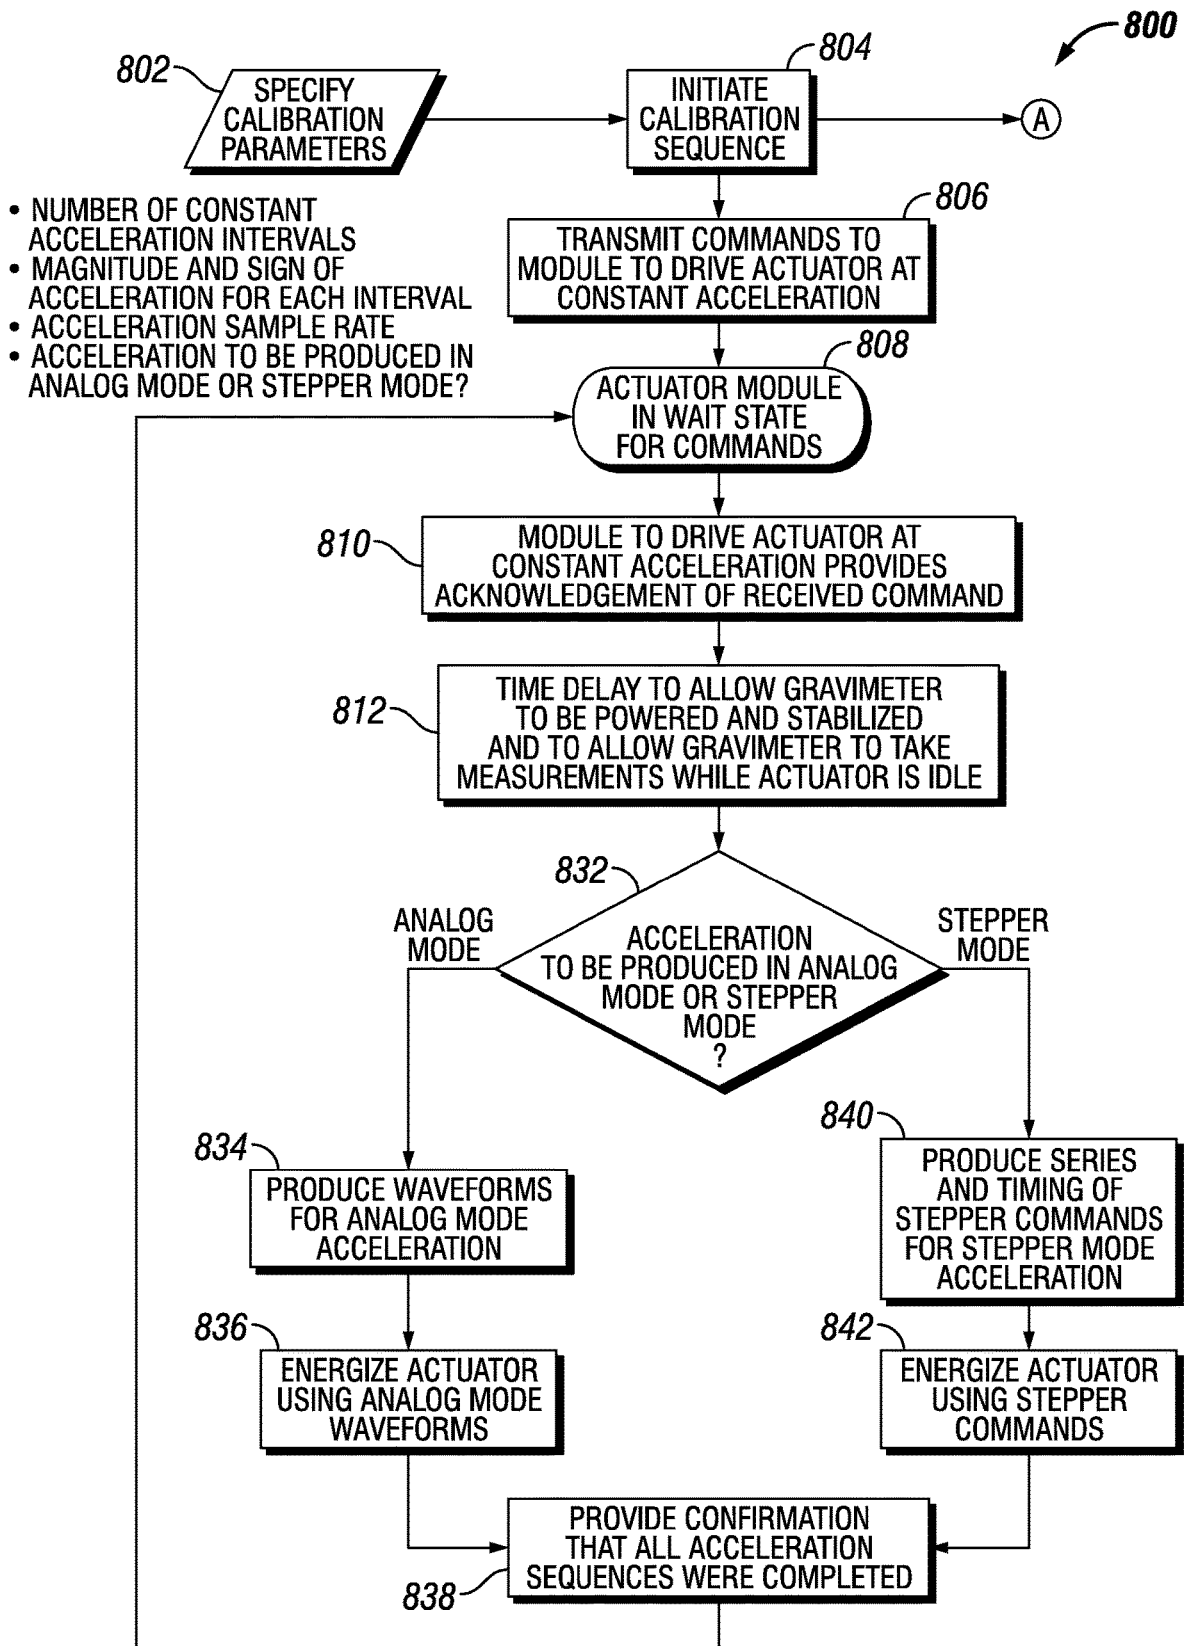 800
802
SPECIFY
CALIBRATION
PARAMETERS
804
INITIATE
CALIBRATION
SEQUENCE
A
• NUMBER OF CONSTANT
ACCELERATION INTERVALS
• MAGNITUDE AND SIGN OF
ACCELERATION FOR EACH INTERVAL
• ACCELERATION SAMPLE RATE
• ACCELERATION TO BE PRODUCED IN
ANALOG MODE OR STEPPER MODE?
806
TRANSMIT COMMANDS TO
MODULE TO DRIVE ACTUATOR AT
CONSTANT ACCELERATION
808
ACTUATOR MODULE
IN WAIT STATE
FOR COMMANDS
810
MODULE TO DRIVE ACTUATOR AT
CONSTANT ACCELERATION PROVIDES
ACKNOWLEDGEMENT OF RECEIVED COMMAND
812
TIME DELAY TO ALLOW GRAVIMETER
TO BE POWERED AND STABILIZED
AND TO ALLOW GRAVIMETER TO TAKE
MEASUREMENTS WHILE ACTUATOR IS IDLE
832
ANALOG
MODE
STEPPER
MODE
ACCELERATION
TO BE PRODUCED IN ANALOG
MODE OR STEPPER
MODE
?
834
PRODUCE WAVEFORMS
FOR ANALOG MODE
ACCELERATION
840
PRODUCE SERIES
AND TIMING OF
STEPPER COMMANDS
FOR STEPPER MODE
ACCELERATION
836
ENERGIZE ACTUATOR
USING ANALOG MODE
WAVEFORMS
842
ENERGIZE ACTUATOR
USING STEPPER
COMMANDS
PROVIDE CONFIRMATION
THAT ALL ACCELERATION
SEQUENCES WERE COMPLETED
838